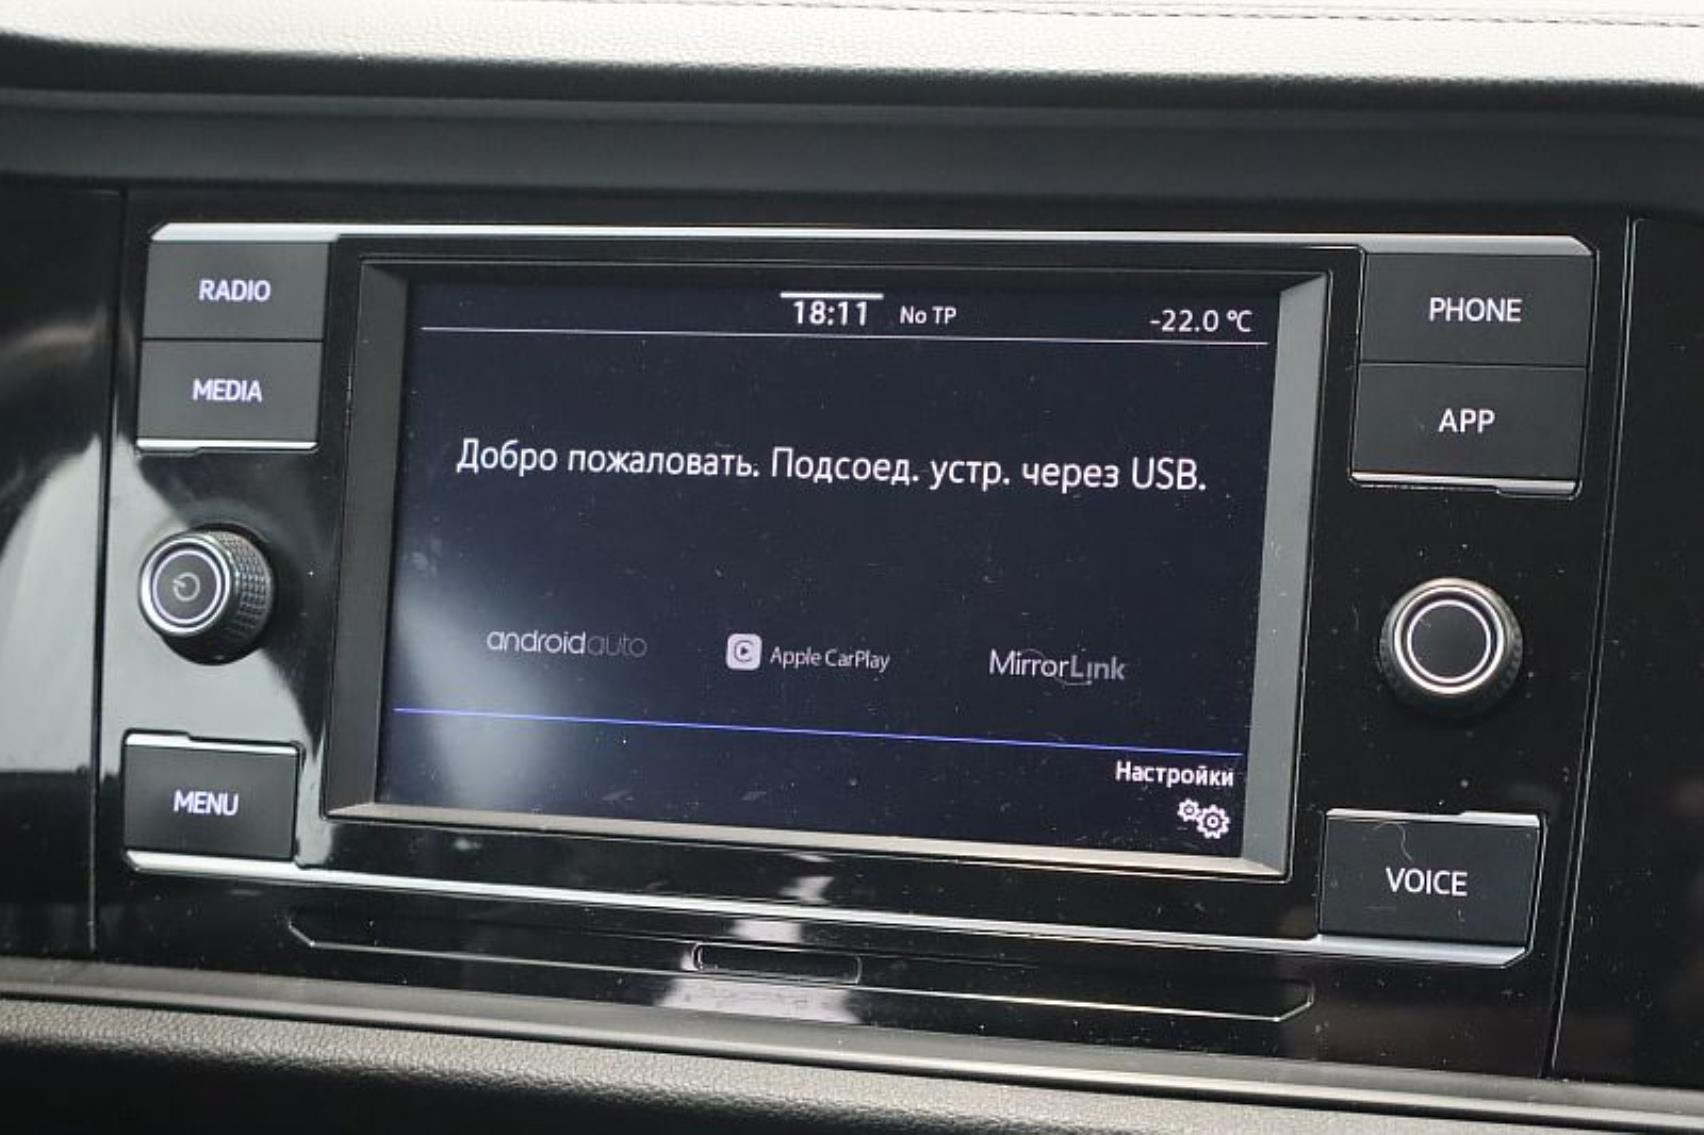 RADIO
MEDIA
MENU
18:11 No TP -22.0 °C
Добро пожаловать. Подсоед. устр. через USB.
androidauto Apple CarPlay MirrorLink
Настройки
PHONE
APP
VOICE